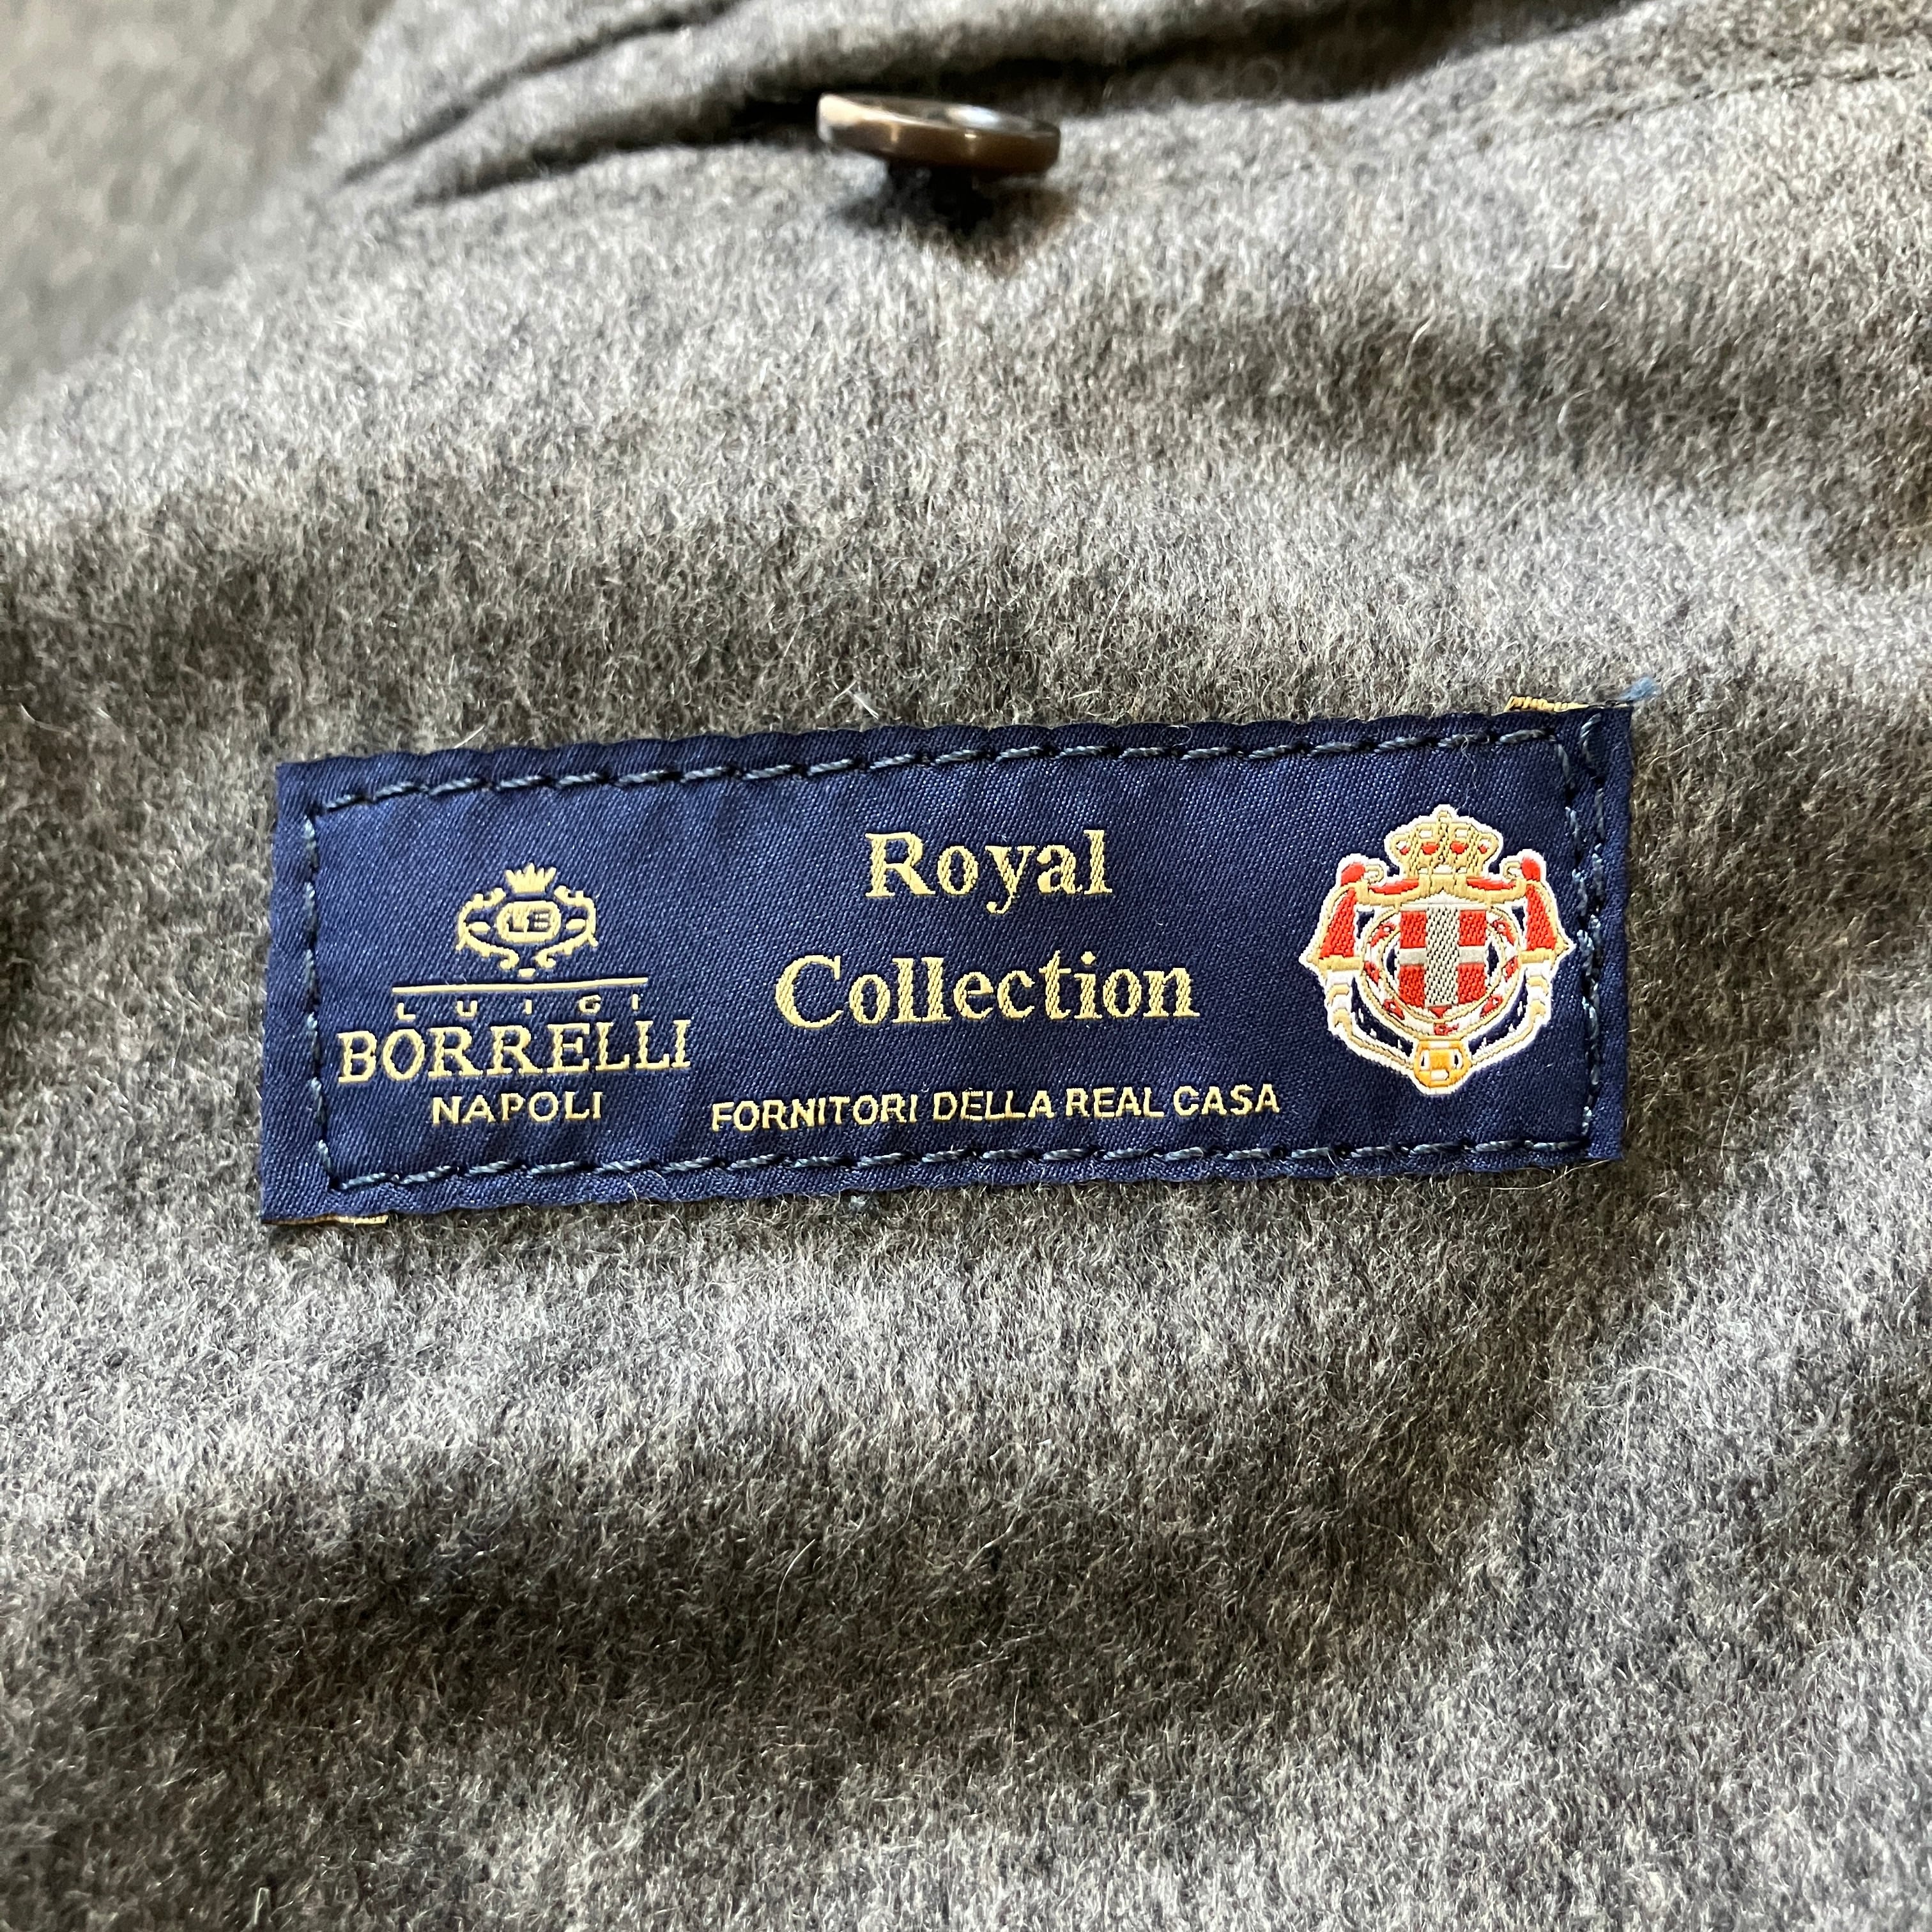 LB
LUIGI
BORRELLI
NAPOLI
Royal
Collection
FORNITORI DELLA REAL CASA